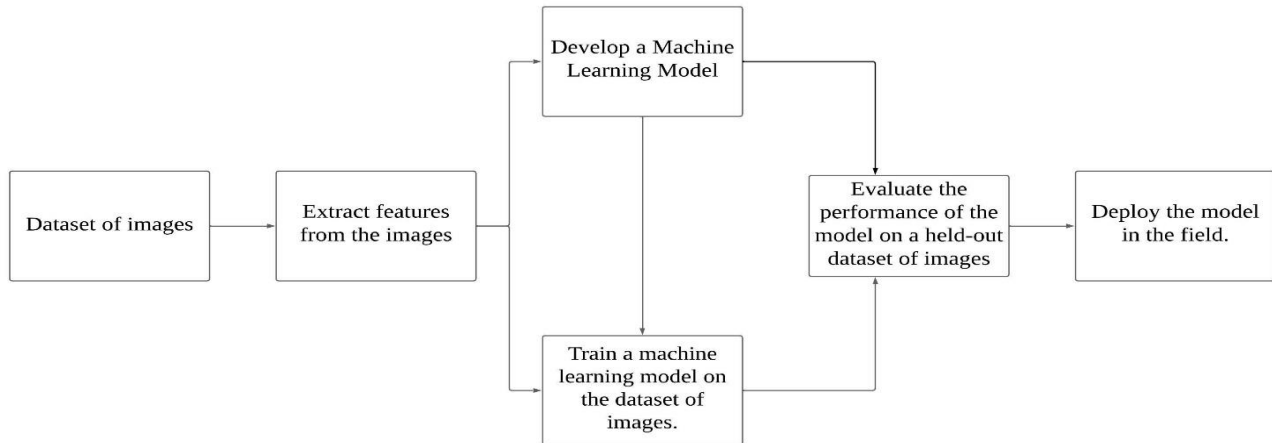 Develop a Machine
Learning Model
Dataset of images
Extract features
from the images
Evaluate the
performance of the
model on a held-out
dataset of images
Deploy the model
in the field.
Train a machine
learning model on
the dataset of
images.